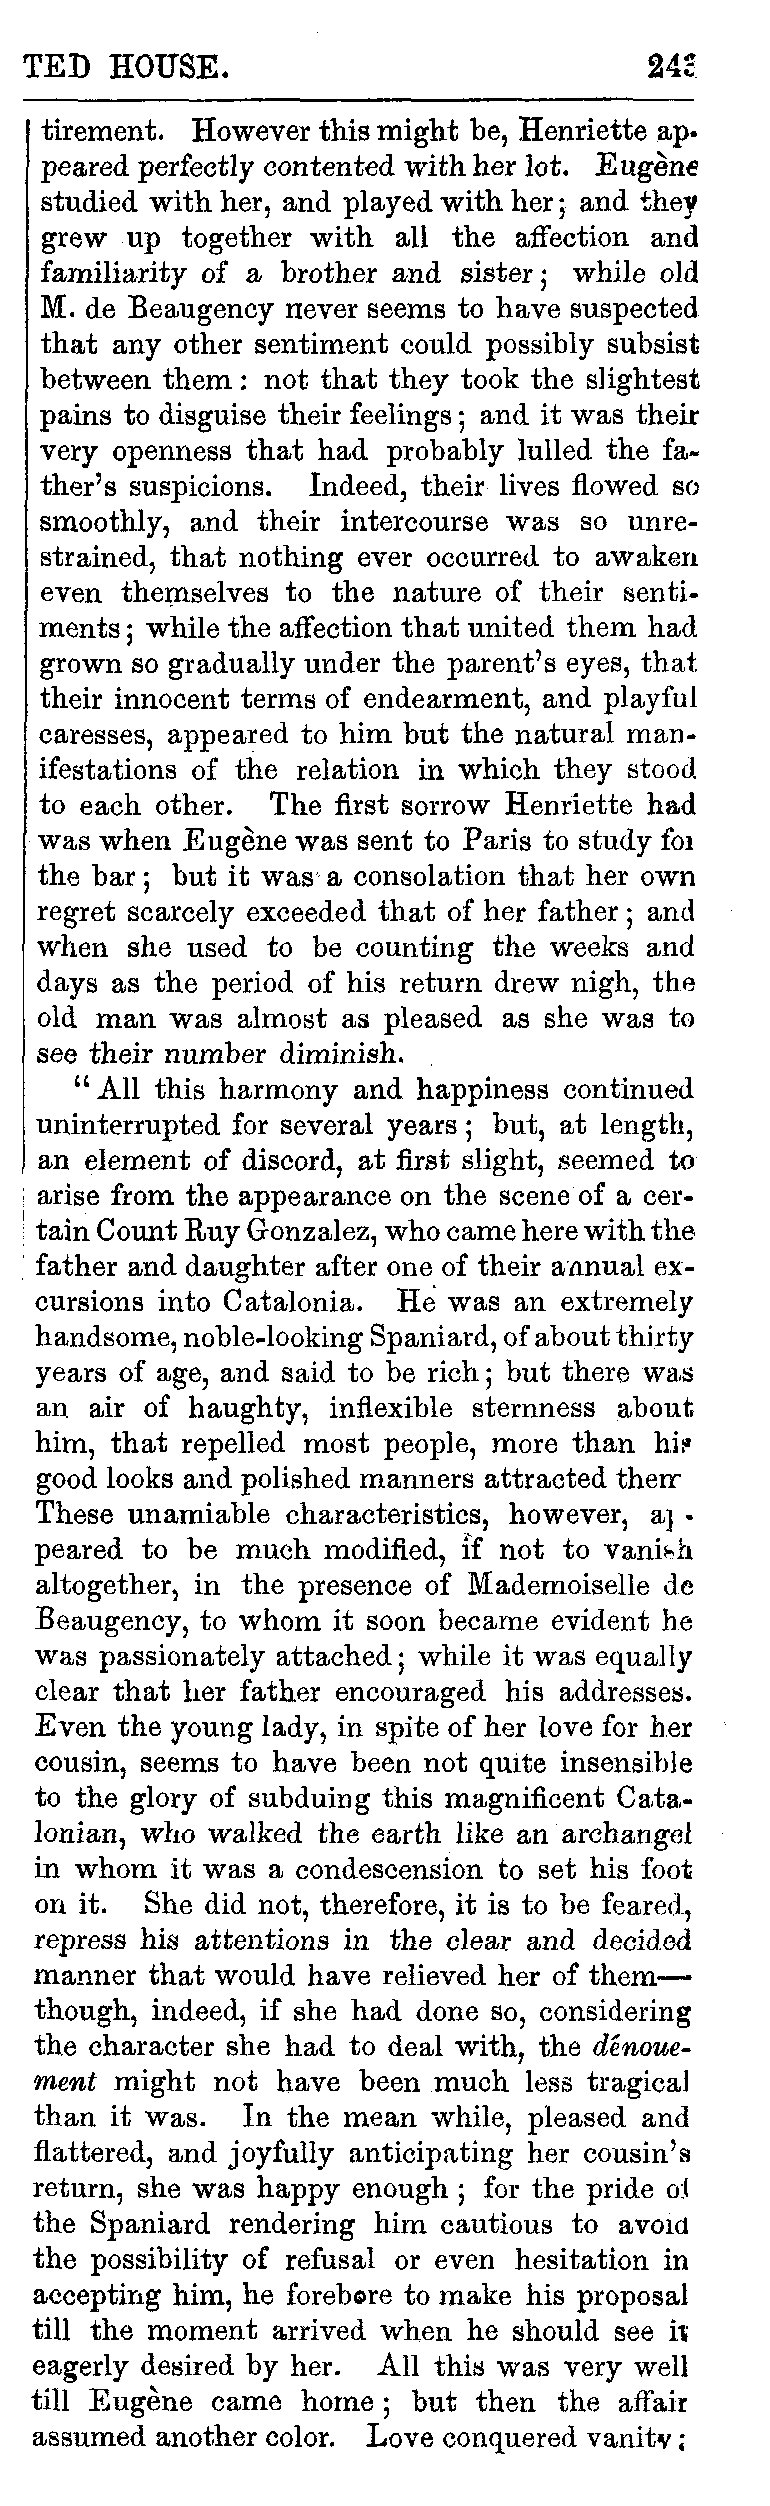 TED HOUSE. 243
tirement. However this might be, Henriette ap-
peared perfectly contented with her lot. Eugène
studied with her, and played with her; and they
grew up together with all the affection and
familiarity of a brother and sister; while old
M. de Beaugency never seems to have suspected
that any other sentiment could possibly subsist
between them: not that they took the slightest
pains to disguise their feelings; and it was their
very openness that had probably lulled the fa-
ther's suspicions. Indeed, their lives flowed so
smoothly, and their intercourse was so unre-
strained, that nothing ever occurred to awaken
even themselves to the nature of their senti-
ments; while the affection that united them had
grown so gradually under the parent's eyes, that
their innocent terms of endearment, and playful
caresses, appeared to him but the natural man-
ifestations of the relation in which they stood
to each other. The first sorrow Henriette had
was when Eugène was sent to Paris to study for
the bar; but it was a consolation that her own
regret scarcely exceeded that of her father; and
when she used to be counting the weeks and
days as the period of his return drew nigh, the
old man was almost as pleased as she was to
see their number diminish.
"All this harmony and happiness continued
uninterrupted for several years; but, at length,
an element of discord, at first slight, seemed to
arise from the appearance on the scene of a cer-
tain Count Ruy Gonzalez, who came here with the
father and daughter after one of their annual ex-
cursions into Catalonia. He was an extremely
handsome, noble-looking Spaniard, of about thirty
years of age, and said to be rich; but there was
an air of haughty, inflexible sternness about
him, that repelled most people, more than his
good looks and polished manners attracted them
These unamiable characteristics, however, ap-
peared to be much modified, if not to vanish
altogether, in the presence of Mademoiselle de
Beaugency, to whom it soon became evident he
was passionately attached; while it was equally
clear that her father encouraged his addresses.
Even the young lady, in spite of her love for her
cousin, seems to have been not quite insensible
to the glory of subduing this magnificent Cata-
lonian, who walked the earth like an archangel
in whom it was a condescension to set his foot
on it. She did not, therefore, it is to be feared,
repress his attentions in the clear and decided
manner that would have relieved her of them—
though, indeed, if she had done so, considering
the character she had to deal with, the dénoue-
ment might not have been much less tragical
than it was. In the mean while, pleased and
flattered, and joyfully anticipating her cousin's
return, she was happy enough; for the pride of
the Spaniard rendering him cautious to avoid
the possibility of refusal or even hesitation in
accepting him, he forebore to make his proposal
till the moment arrived when he should see it
eagerly desired by her. All this was very well
till Eugène came home; but then the affair
assumed another color. Love conquered vanity;